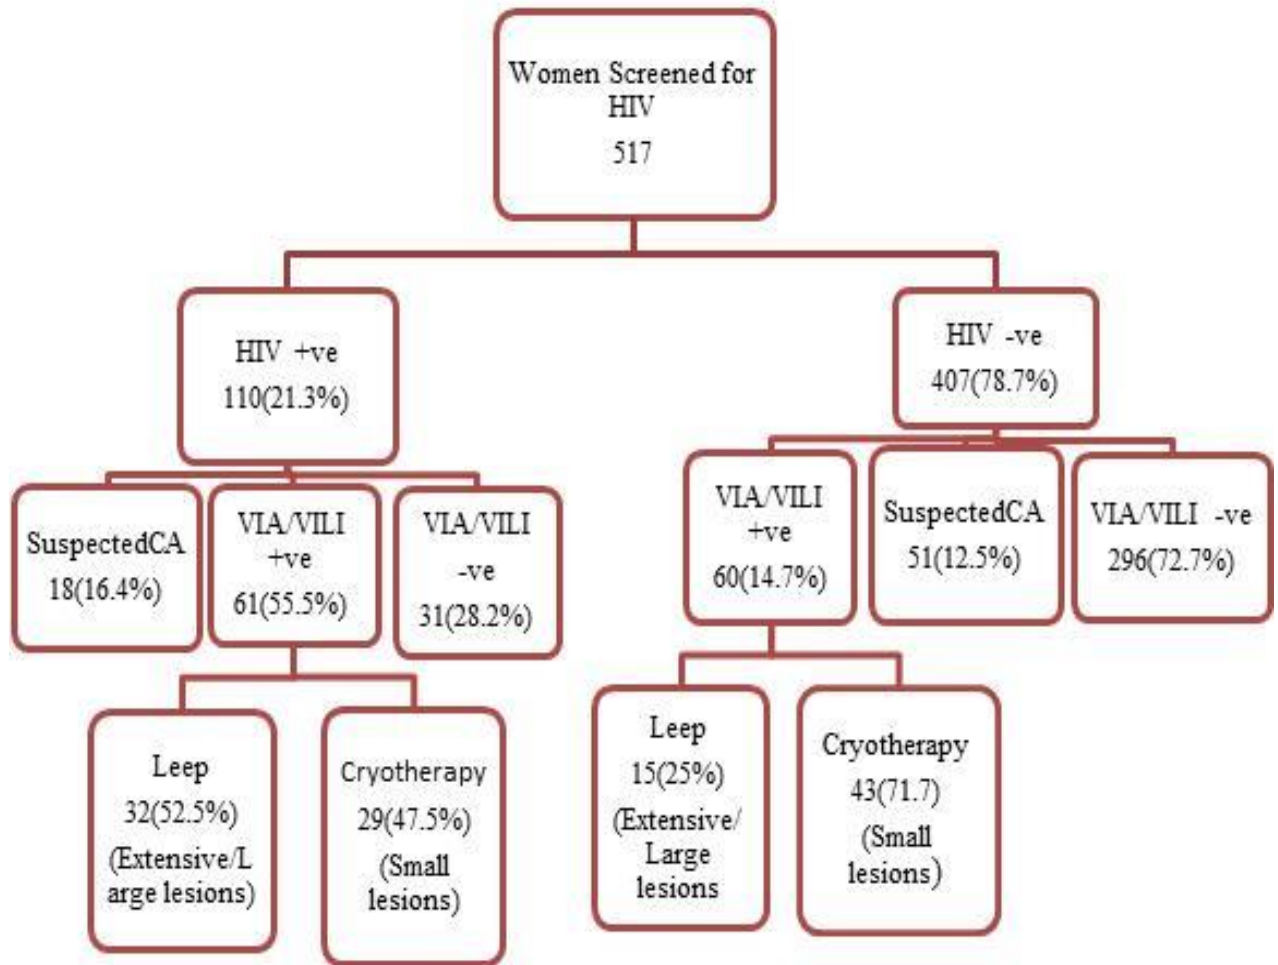 Women Screened for
HIV
517
HIV +ve
110(21.3%)
HIV -ve
407(78.7%)
SuspectedCA
18(16.4%)
VIA/VILI
+ve
61(55.5%)
VIA/VILI
-ve
31(28.2%)
VIA/VILI
+ve
60(14.7%)
SuspectedCA
51(12.5%)
VIA/VILI -ve
296(72.7%)
Leep
32(52.5%)
(Extensive/L
arge lesions)
Cryotherapy
29(47.5%)
(Small
lesions)
Leep
15(25%)
(Extensive/
Large
lesions
Cryotherapy
43(71.7)
(Small
lesions)